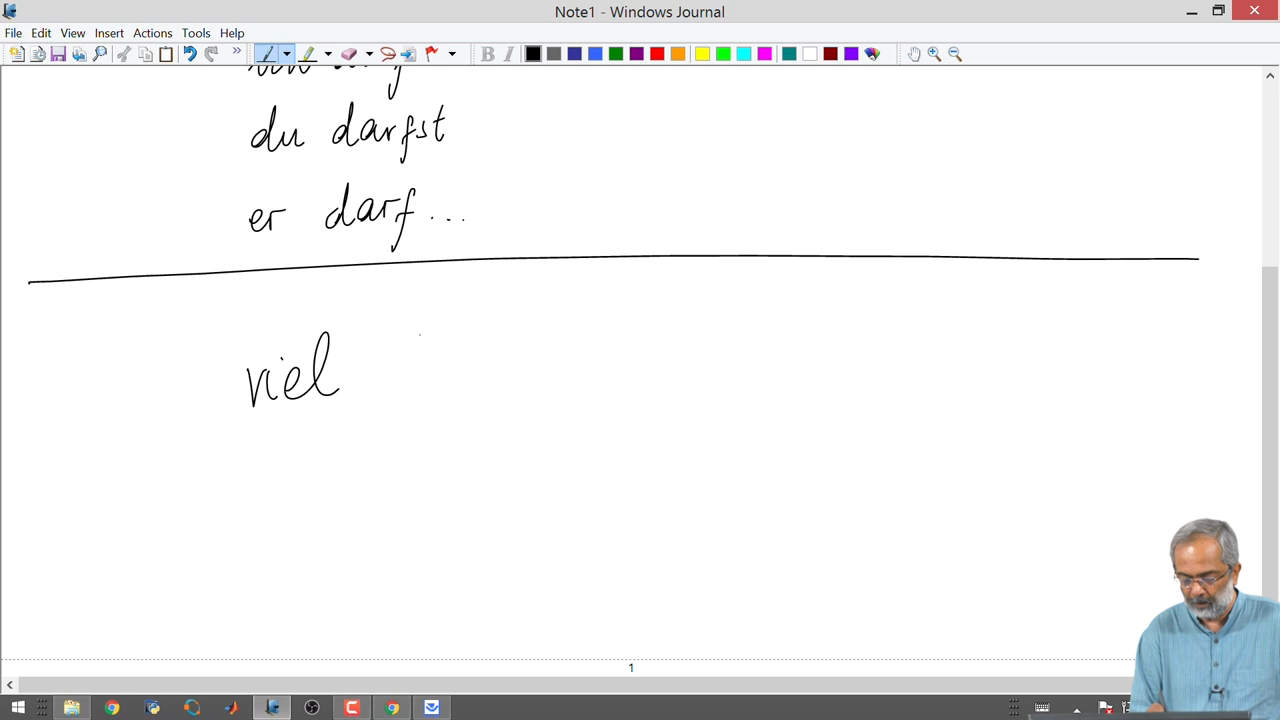 Note1 - Windows Journal
File Edit View Insert Actions Tools Help
B I
du darfst
er darf...
viel
1